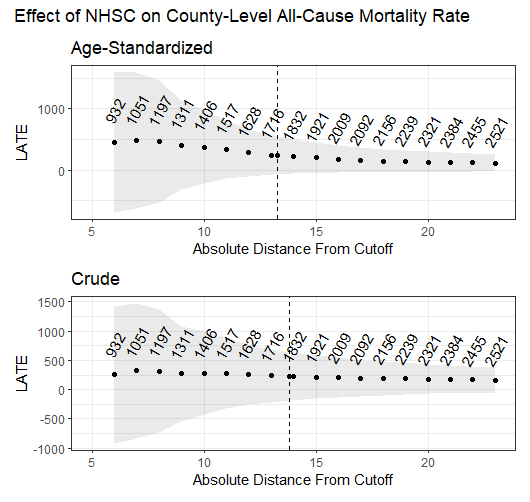 Effect of NHSC on County-Level All-Cause Mortality Rate
Age-Standardized
932 1051 1197 1311 1406 1517 1628 1716 1832 1921 2009 2092 2156 2239 2321 2384 2455 2521
1000
0
LATE
5 10 15 20
Absolute Distance From Cutoff
Crude
1500
932 1051 1197 1311 1406 1517 1628 1716 1832 1921 2009 2092 2156 2239 2321 2384 2455 2521
1000
500
0
-500
-1000
LATE
5 10 15 20
Absolute Distance From Cutoff